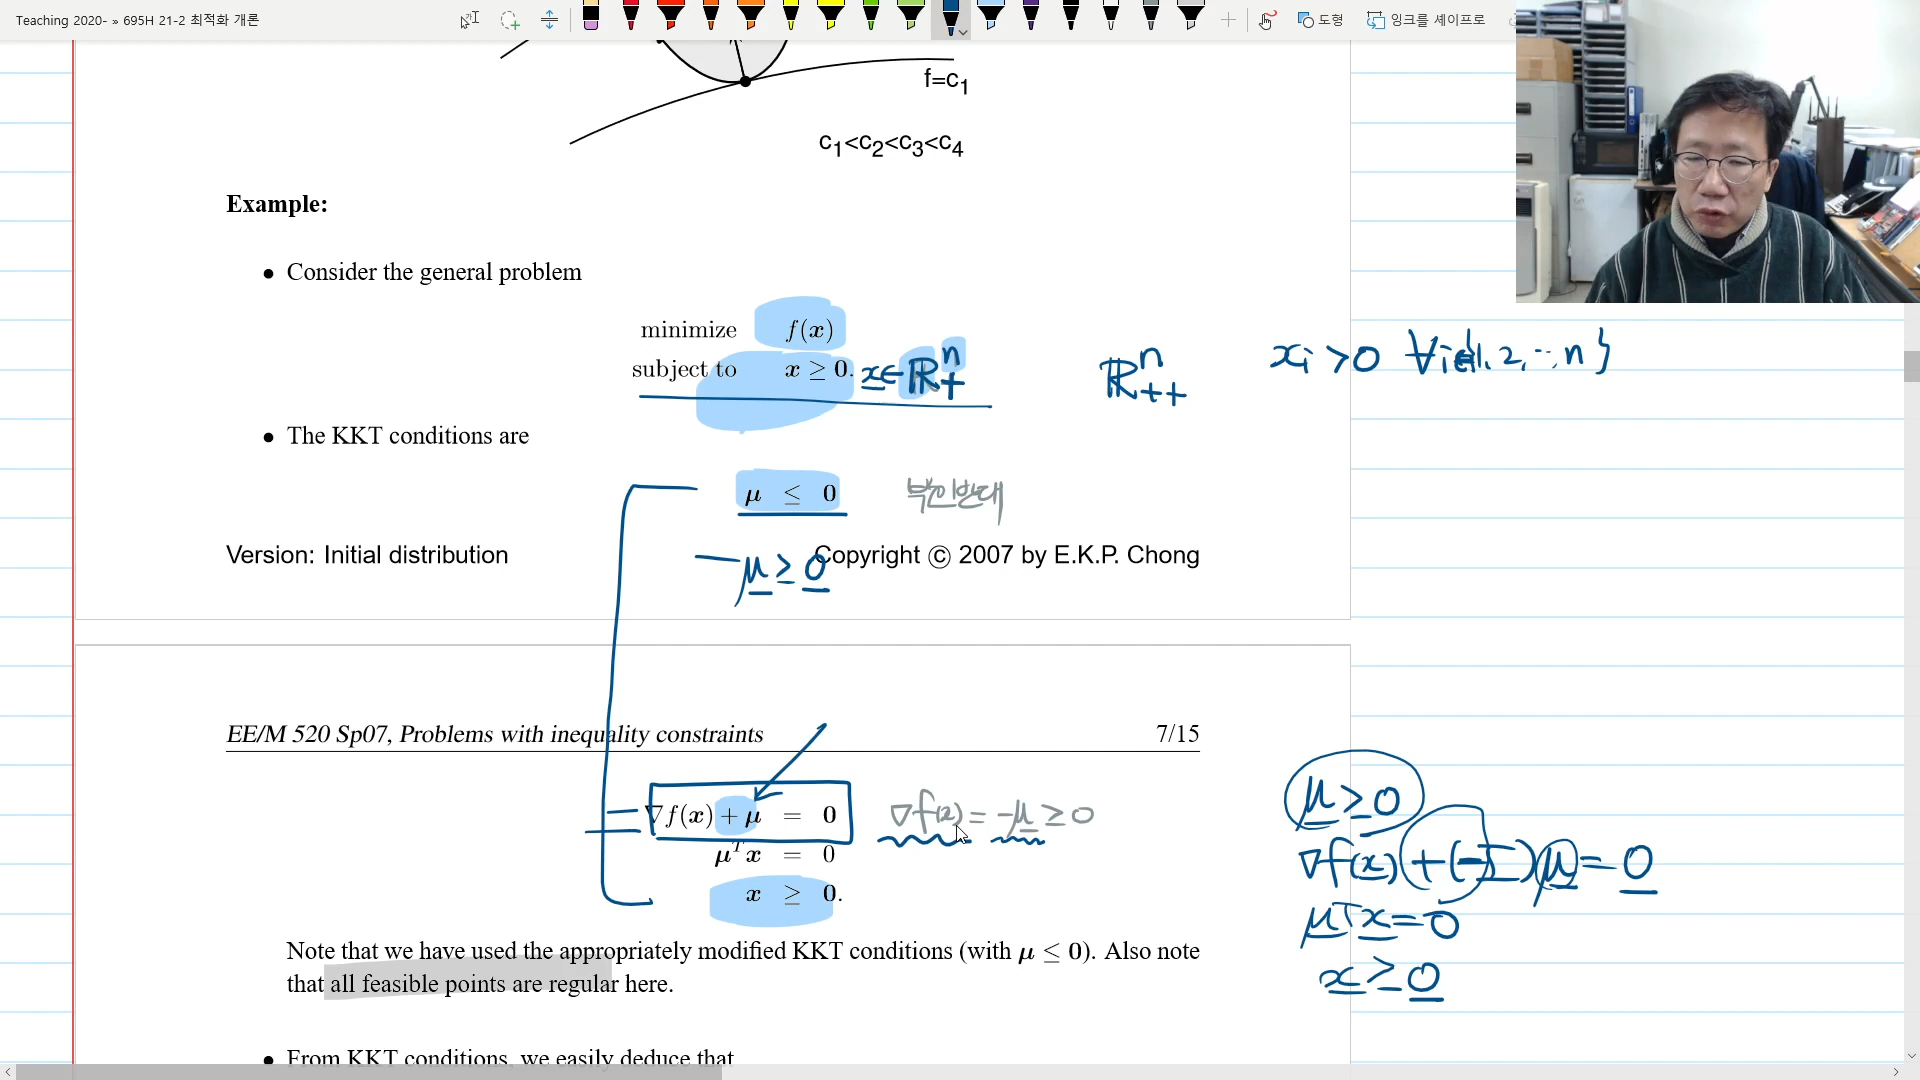 Teaching 2020- » 695H 21-2 최적화 개론
도형
잉크를 셰이프로
f=c₁
c₁<c₂<c₃<c₄
Example:
• Consider the general problem
minimize f(x)
subject to x ≥ 0. x∈ℝ₊ⁿ ℝ₊₊ⁿ xᵢ>0 ∀i∈{1, 2, ⋯, n}
• The KKT conditions are
μ ≤ 0 부호반대
-μ ≥ 0
Version: Initial distribution Copyright © 2007 by E.K.P. Chong
EE/M 520 Sp07, Problems with inequality constraints 7/15
∇f(x) + μ = 0 ∇f(x) = -μ ≥ 0
μᵀx = 0
x ≥ 0.
μ ≥ 0
∇f(x) + (-I)μ = 0
μᵀx = 0
x ≥ 0
Note that we have used the appropriately modified KKT conditions (with μ ≤ 0). Also note
that all feasible points are regular here.
• From KKT conditions, we easily deduce that